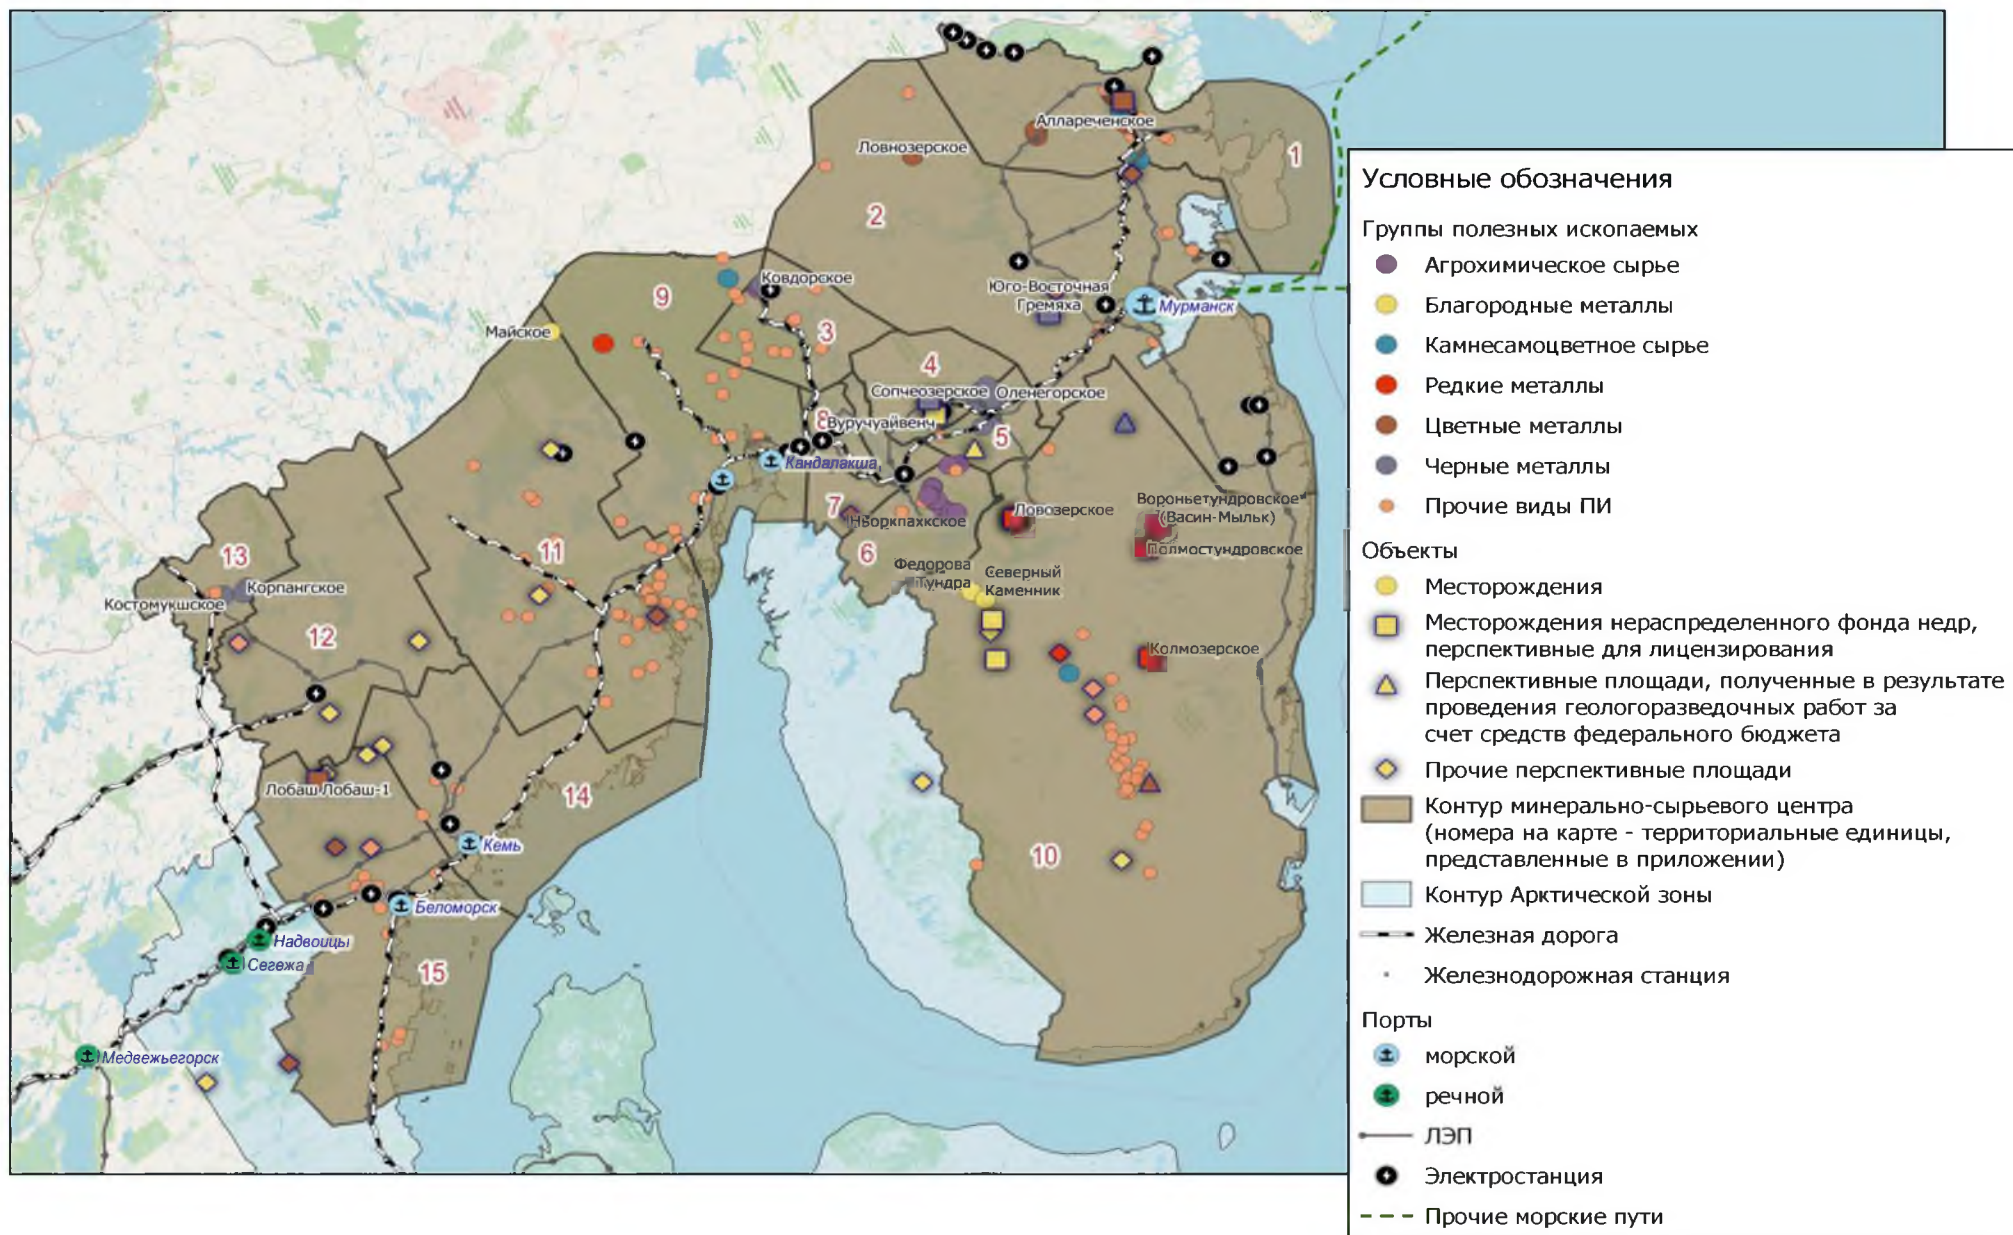 Аллареченское
Ловнозерское
1
2
Ковдорское
9
Юго-Восточная
Гремяха
Мурманск
Майское
3
4
Сопчеозерское
Оленегорское
8
Вуручуайвенч
5
Кандалакша
7
Ньоркпахкское
Ловозерское
Вороньетундровское
(Васин-Мыльк)
Полмостундровское
6
Федорова
Тундра
Северный
Каменник
13
11
Корпангское
Костомукшское
12
Колмозерское
Лобаш
Лобаш-1
14
Кемь
10
Беломорск
Надвоицы
Сегежа
15
Медвежьегорск
Условные обозначения
Группы полезных ископаемых
Агрохимическое сырье
Благородные металлы
Камнесамоцветное сырье
Редкие металлы
Цветные металлы
Черные металлы
Прочие виды ПИ
Объекты
Месторождения
Месторождения нераспределенного фонда недр,
перспективные для лицензирования
Перспективные площади, полученные в результате
проведения геологоразведочных работ за
счет средств федерального бюджета
Прочие перспективные площади
Контур минерально-сырьевого центра
(номера на карте - территориальные единицы,
представленные в приложении)
Контур Арктической зоны
Железная дорога
Железнодорожная станция
Порты
морской
речной
ЛЭП
Электростанция
Прочие морские пути